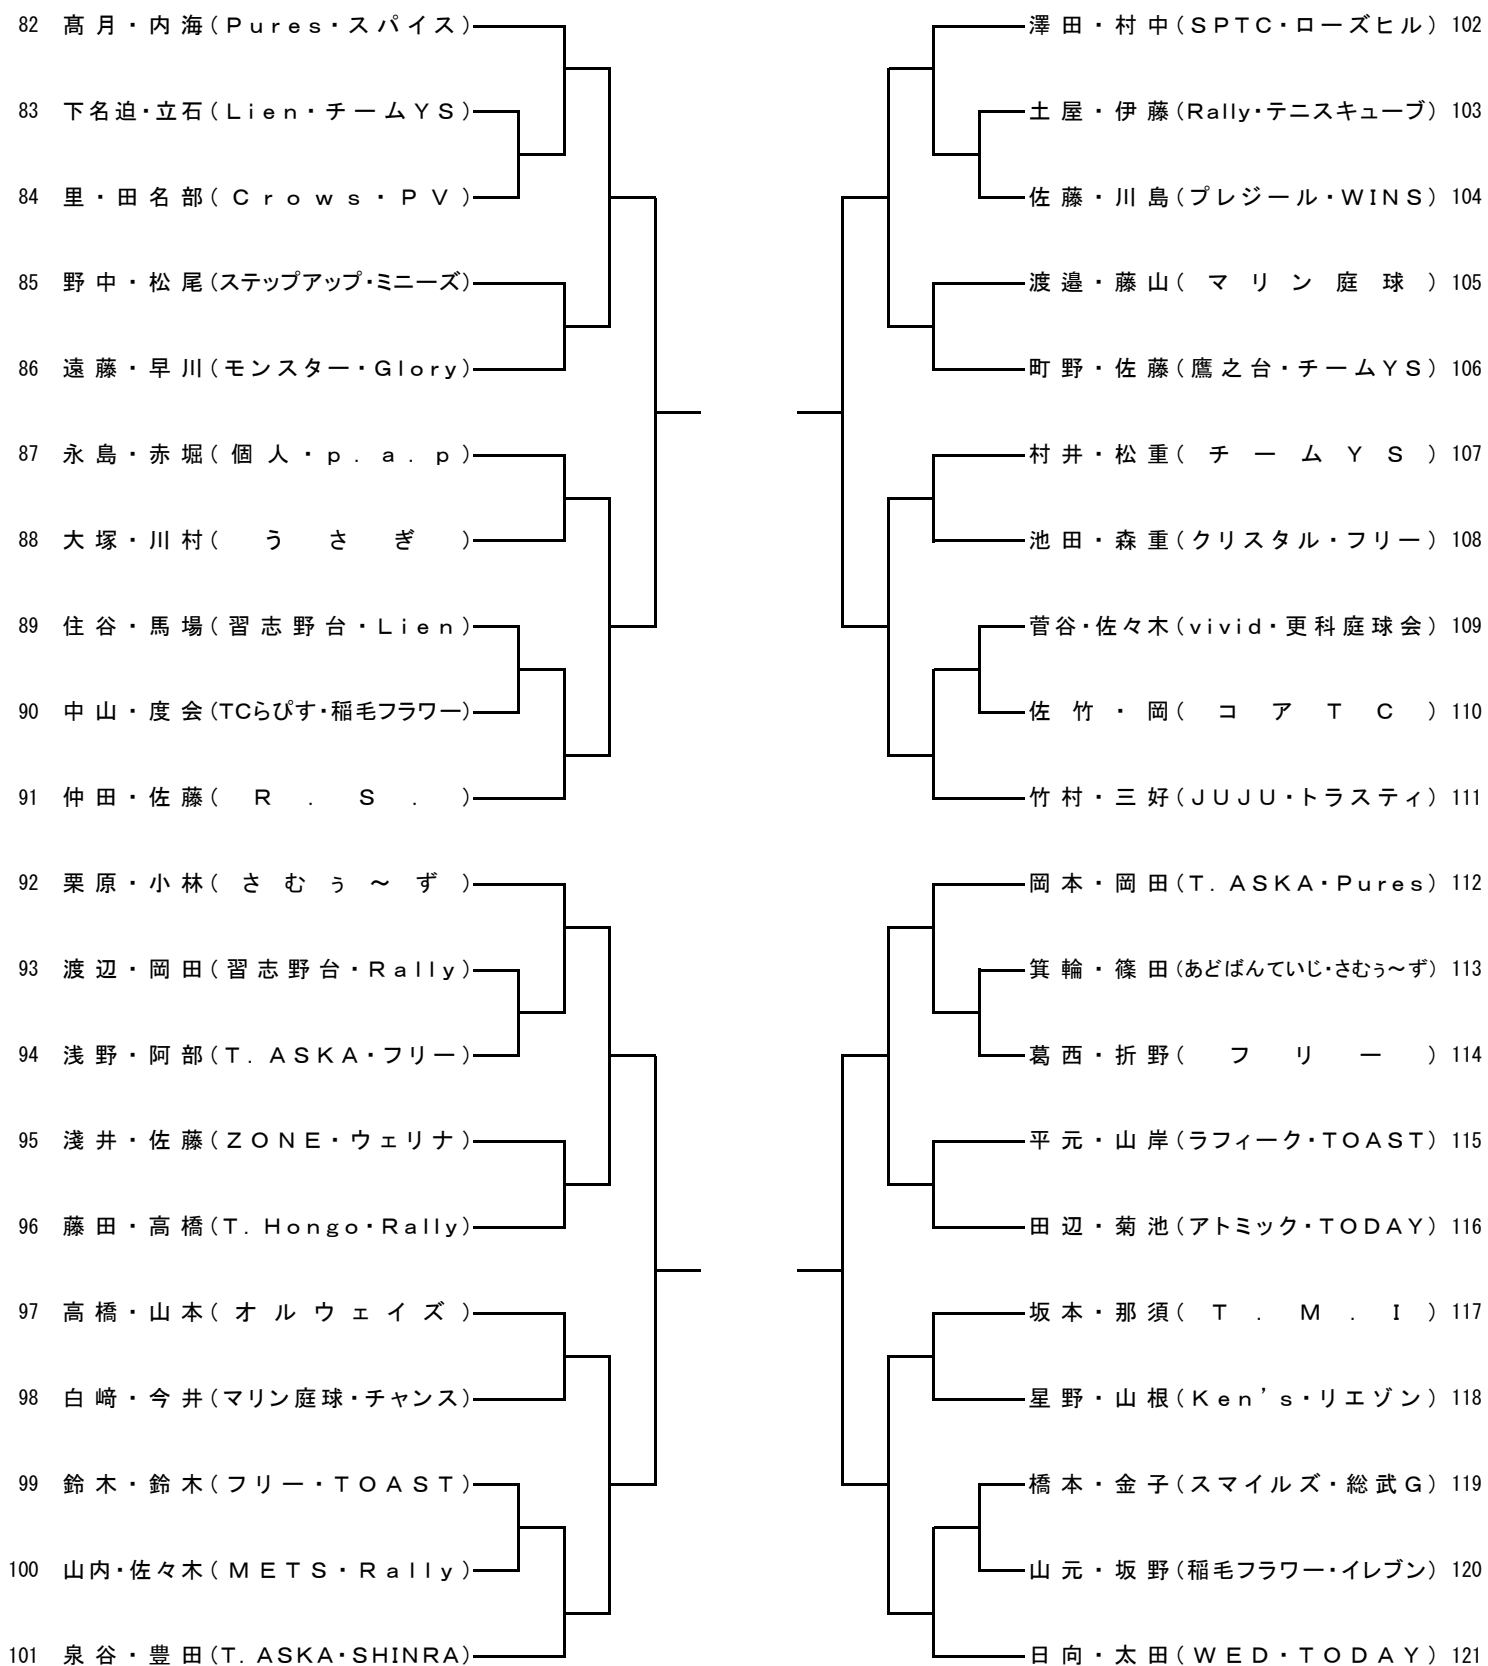 82 髙月・内海(Pures・スパイス)
83 下名迫・立石(Lien・チームYS)
84 里・田名部(Crows・PV)
85 野中・松尾(ステップアップ・ミニーズ)
86 遠藤・早川(モンスター・Glory)
87 永島・赤堀(個人・p.a.p)
88 大塚・川村(うさぎ)
89 住谷・馬場(習志野台・Lien)
90 中山・度会(TCらぴす・稲毛フラワー)
91 仲田・佐藤(R.S.)
92 栗原・小林(さむぅ～ず)
93 渡辺・岡田(習志野台・Rally)
94 浅野・阿部(T.ASKA・フリー)
95 淺井・佐藤(ZONE・ウェリナ)
96 藤田・高橋(T.Hongo・Rally)
97 高橋・山本(オルウェイズ)
98 白﨑・今井(マリン庭球・チャンス)
99 鈴木・鈴木(フリー・TOAST)
100 山内・佐々木(METS・Rally)
101 泉谷・豊田(T.ASKA・SHINRA)
澤田・村中(SPTC・ローズヒル) 102
土屋・伊藤(Rally・テニスキューブ) 103
佐藤・川島(プレジール・WINS) 104
渡邉・藤山(マリン庭球) 105
町野・佐藤(鷹之台・チームYS) 106
村井・松重(チームYS) 107
池田・森重(クリスタル・フリー) 108
菅谷・佐々木(vivid・更科庭球会) 109
佐竹・岡(コアTC) 110
竹村・三好(JUJU・トラスティ) 111
岡本・岡田(T.ASKA・Pures) 112
箕輪・篠田(あどばんていじ・さむぅ～ず) 113
葛西・折野(フリー) 114
平元・山岸(ラフィーク・TOAST) 115
田辺・菊池(アトミック・TODAY) 116
坂本・那須(T.M.I) 117
星野・山根(Ken's・リエゾン) 118
橋本・金子(スマイルズ・総武G) 119
山元・坂野(稲毛フラワー・イレブン) 120
日向・太田(WED・TODAY) 121